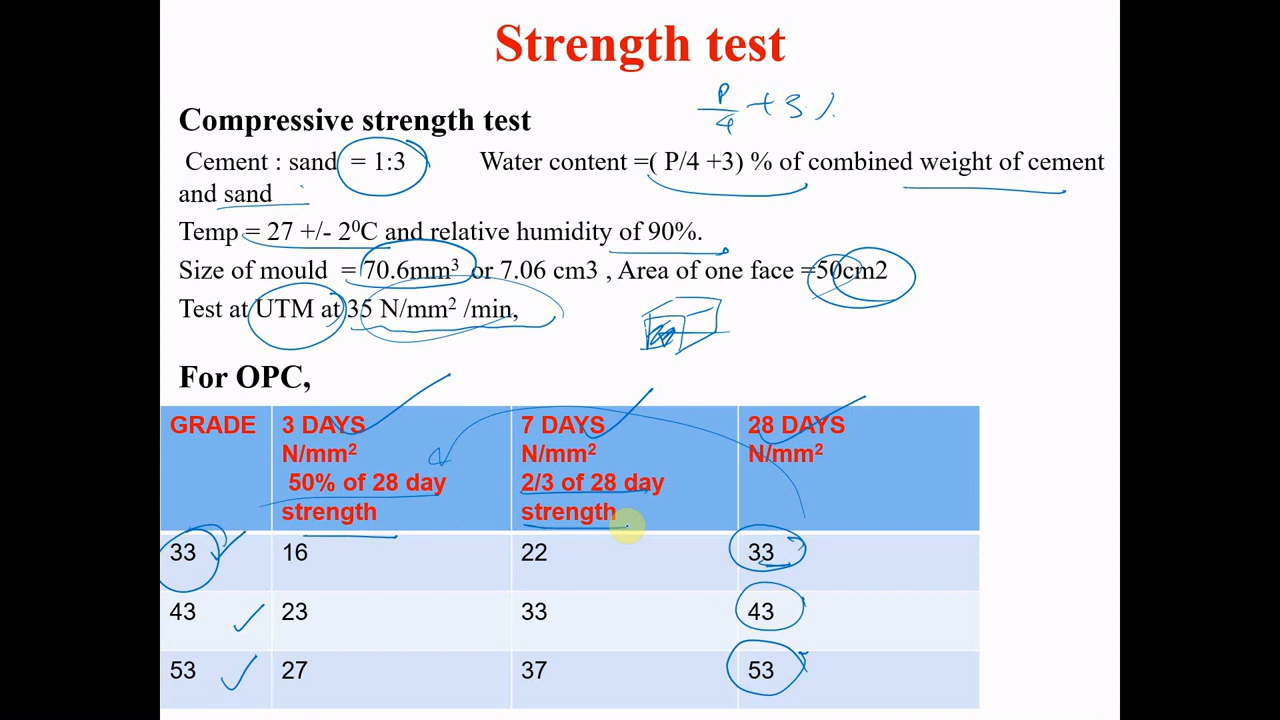 Strength test
P/4 + 3 %
Compressive strength test
Cement : sand = 1:3 Water content =( P/4 +3) % of combined weight of cement
and sand
Temp = 27 +/- 2⁰C and relative humidity of 90%.
Size of mould = 70.6mm³ or 7.06 cm3 , Area of one face =50cm2
Test at UTM at 35 N/mm² /min,
For OPC,
GRADE 3 DAYS 7 DAYS 28 DAYS
N/mm² N/mm² N/mm²
50% of 28 day 2/3 of 28 day
strength strength
33 16 22 33
43 23 33 43
53 27 37 53